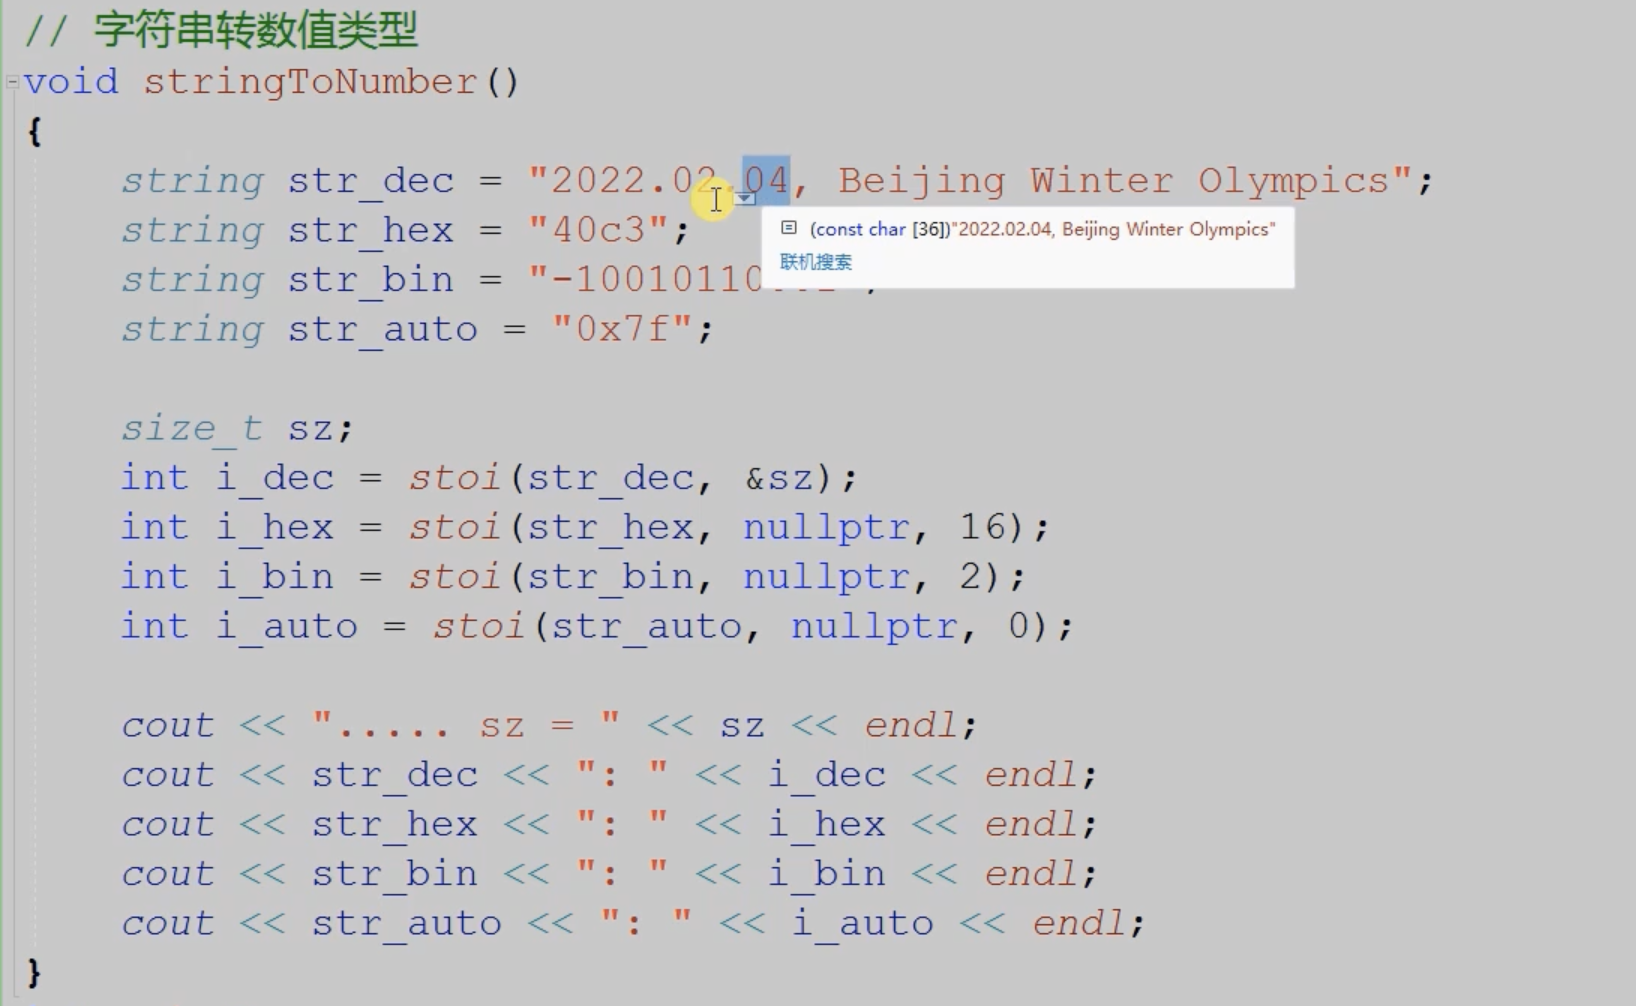 // 字符串转数值类型
void stringToNumber()
{
string str_dec = "2022.02.04, Beijing Winter Olympics";
string str_hex = "40c3";
(const char [36])"2022.02.04, Beijing Winter Olympics"
联机搜索
string str_bin =
string str_auto = "0x7f";
size_t sz;
int i_dec = stoi(str_dec, &sz);
int i_hex = stoi(str_hex, nullptr, 16);
int i_bin = stoi(str_bin, nullptr, 2);
int i_auto = stoi(str_auto, nullptr, 0);
cout << "..... sz = " << sz << endl;
cout << str_dec << ": " << i_dec << endl;
cout << str_hex << ": " << i_hex << endl;
cout << str_bin << ": " << i_bin << endl;
cout << str_auto << ": " << i_auto << endl;
}